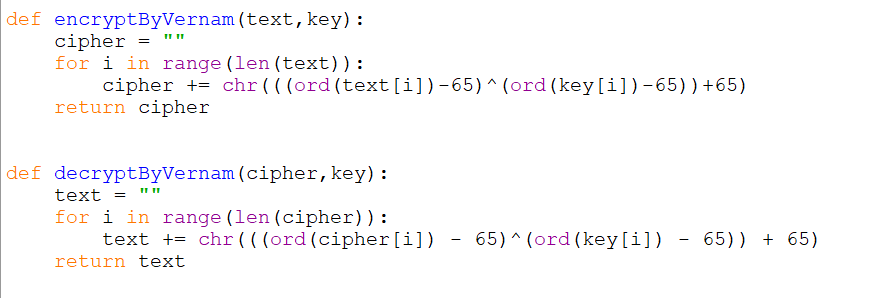 def encryptByVernam(text,key):
    cipher = ""
    for i in range(len(text)):
        cipher += chr(((ord(text[i])-65)^(ord(key[i])-65))+65)
    return cipher
def decryptByVernam(cipher,key):
    text = ""
    for i in range(len(cipher)):
        text += chr(((ord(cipher[i]) - 65)^(ord(key[i]) - 65)) + 65)
    return text